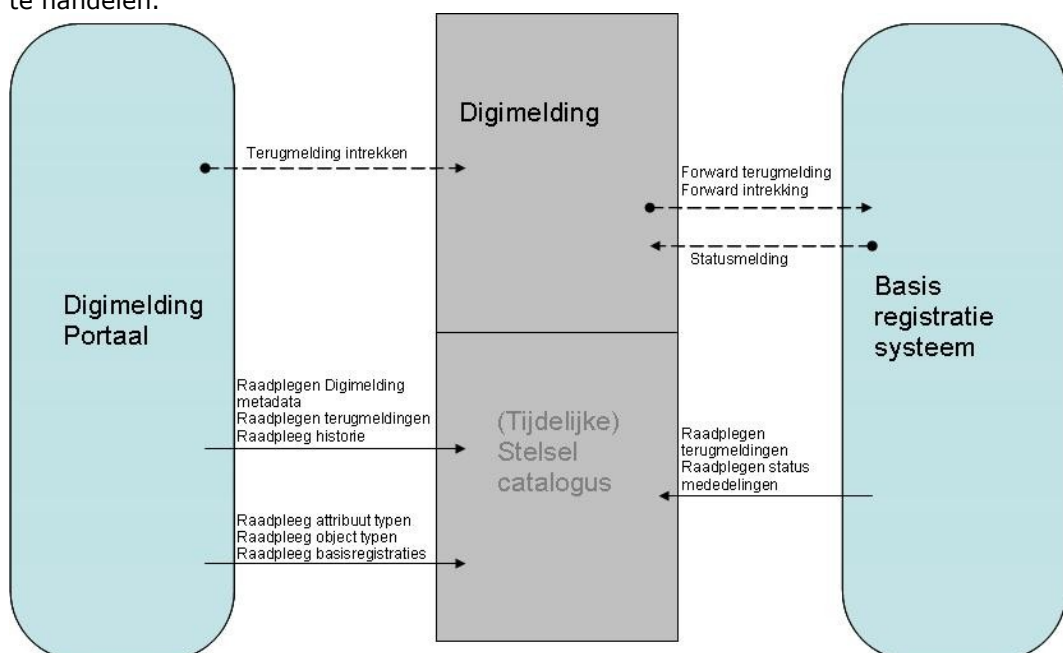 te handelen.
Digimelding
Terugmelding intrekken
Forward terugmelding
Forward intrekking
Statusmelding
Digimelding
Portaal
Basis
registratie
systeem
Raadplegen Digimelding
metadata
Raadplegen terugmeldingen
Raadpleeg historie
(Tijdelijke)
Stelsel
catalogus
Raadplegen
terugmeldingen
Raadplegen status
mededelingen
Raadpleeg attribuut typen
Raadpleeg object typen
Raadpleeg basisregistraties